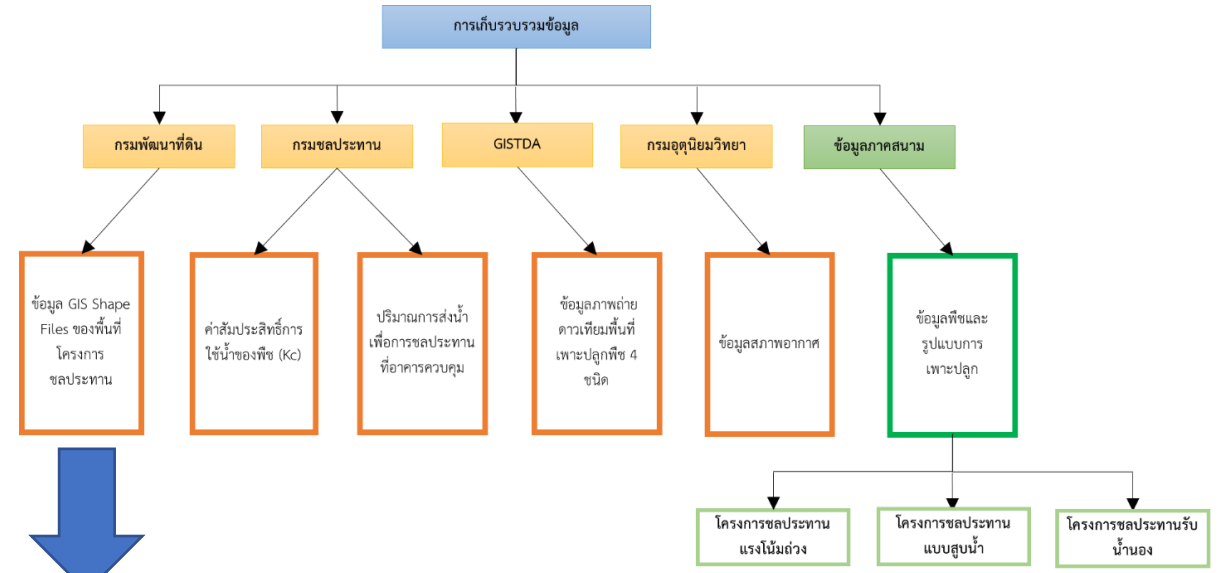 การเก็บรวบรวมข้อมูล
กรมพัฒนาที่ดิน
กรมชลประทาน
GISTDA
กรมอุตุนิยมวิทยา
ข้อมูลภาคสนาม
ข้อมูล GIS Shape
Files ของพื้นที่
โครงการ
ชลประทาน
ค่าสัมประสิทธิ์การ
ใช้น้ำของพืช (Kc)
ปริมาณการส่งน้ำ
เพื่อการชลประทาน
ที่อาคารควบคุม
ข้อมูลภาพถ่าย
ดาวเทียมพื้นที่
เพาะปลูกพืช 4
ชนิด
ข้อมูลสภาพอากาศ
ข้อมูลพืชและ
รูปแบบการ
เพาะปลูก
โครงการชลประทาน
แรงโน้มถ่วง
โครงการชลประทาน
แบบสูบน้ำ
โครงการชลประทานรับ
น้ำนอง